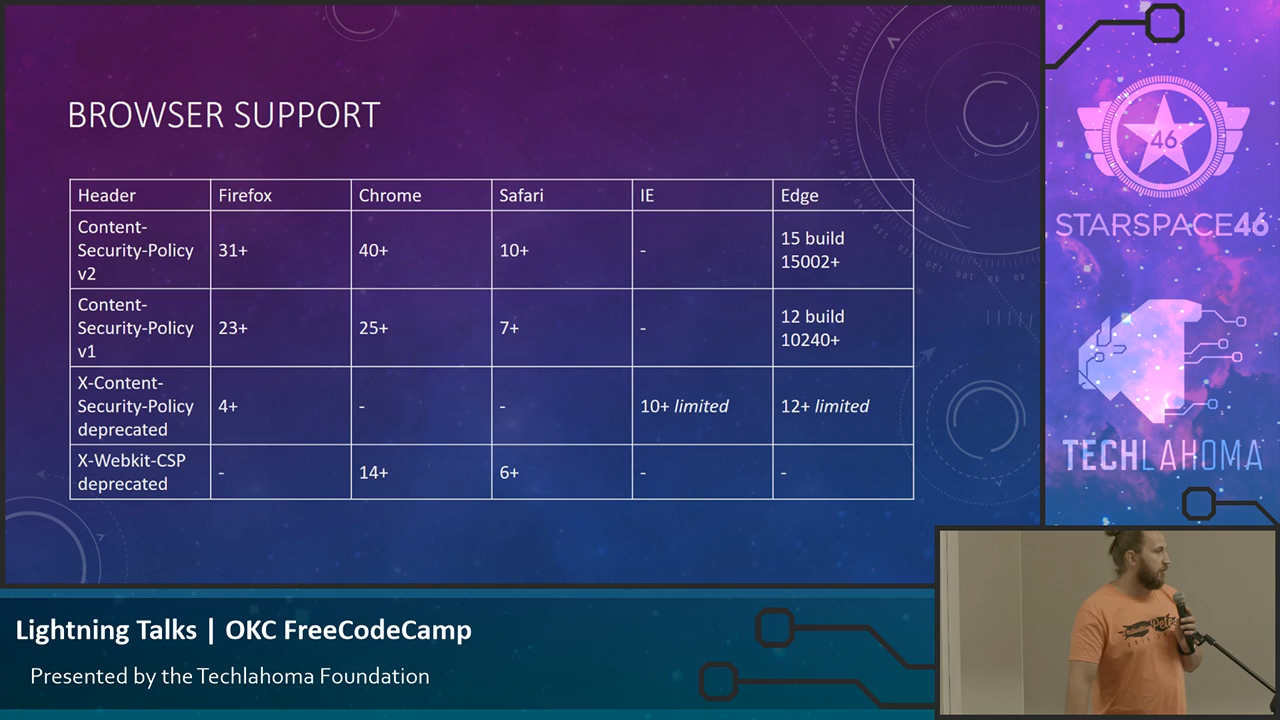 BROWSER SUPPORT
Header Firefox Chrome Safari IE Edge
Content-
Security-Policy
v2
31+ 40+ 10+ -
15 build
15002+
Content-
Security-Policy
v1
23+ 25+ 7+ -
12 build
10240+
X-Content-
Security-Policy
deprecated
4+ - - 10+ limited 12+ limited
X-Webkit-CSP
deprecated
- 14+ 6+ - -
46
STARSPACE46
TECHLAHOMA
Lightning Talks | OKC FreeCodeCamp
Presented by the Techlahoma Foundation